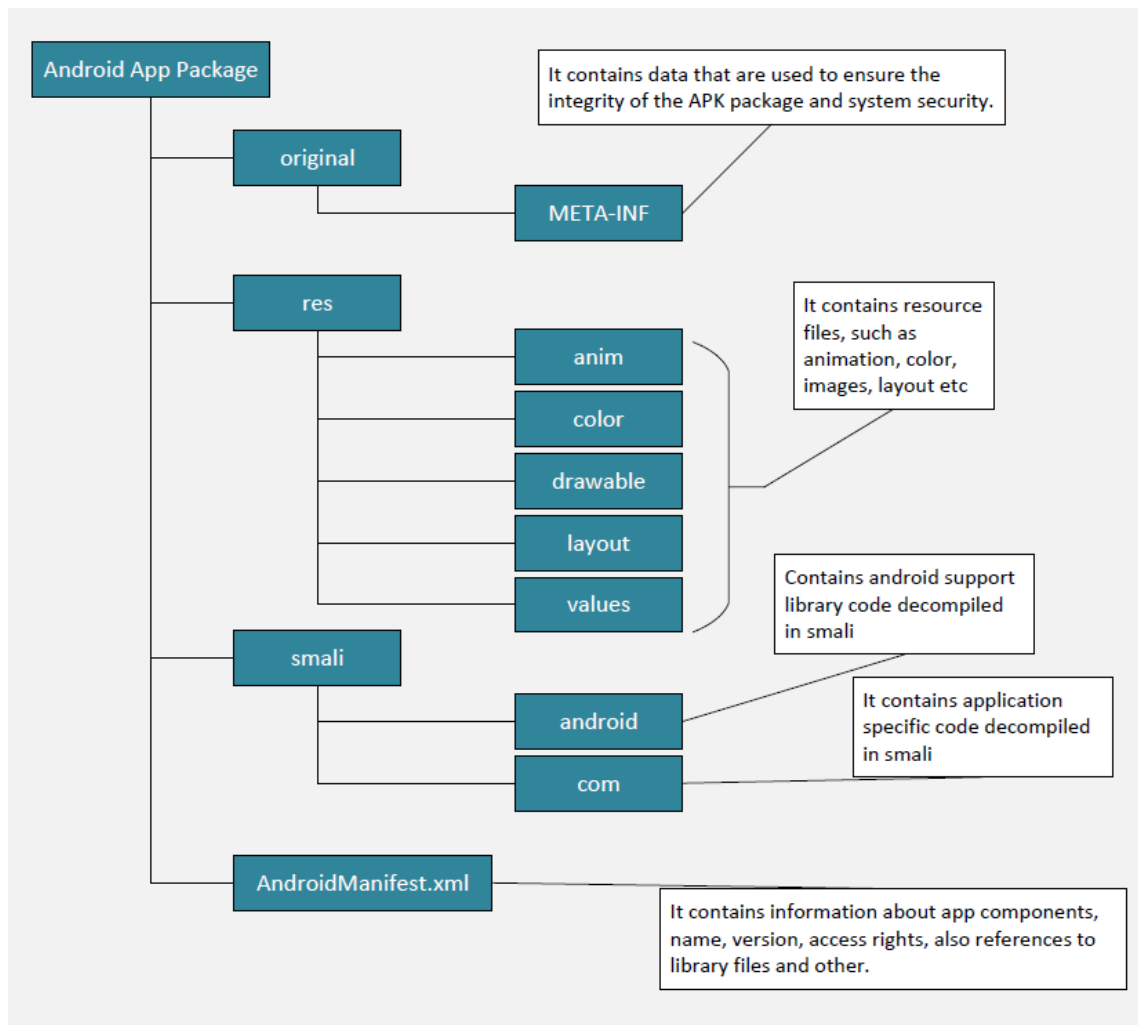 Android App Package
It contains data that are used to ensure the
integrity of the APK package and system security.
original
META-INF
res
It contains resource
files, such as
animation, color,
images, layout etc
anim
color
drawable
layout
values
Contains android support
library code decompiled
in smali
smali
android
It contains application
specific code decompiled
in smali
com
AndroidManifest.xml
It contains information about app components,
name, version, access rights, also references to
library files and other.